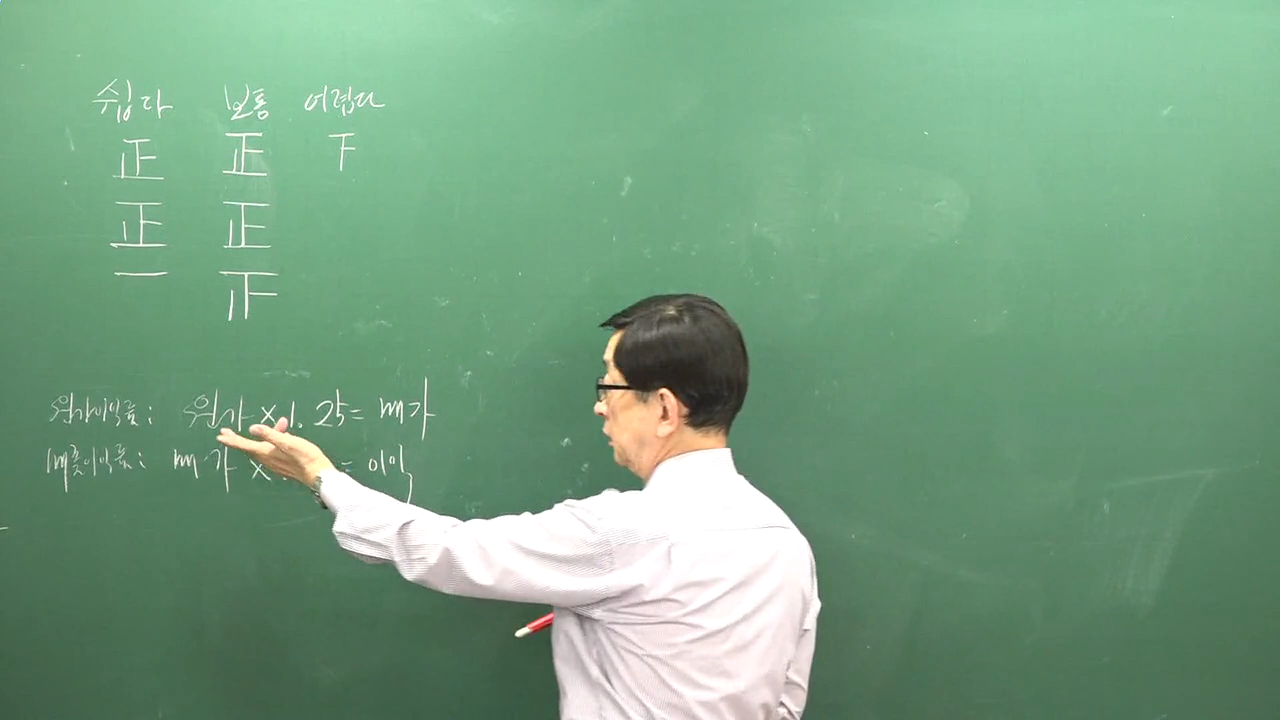 쉽다 보통 어렵다
正 正 下
正 正
一 正
원가이익률: 원가 x 1.25= 매가
매출이익률: 매가 x = 이익